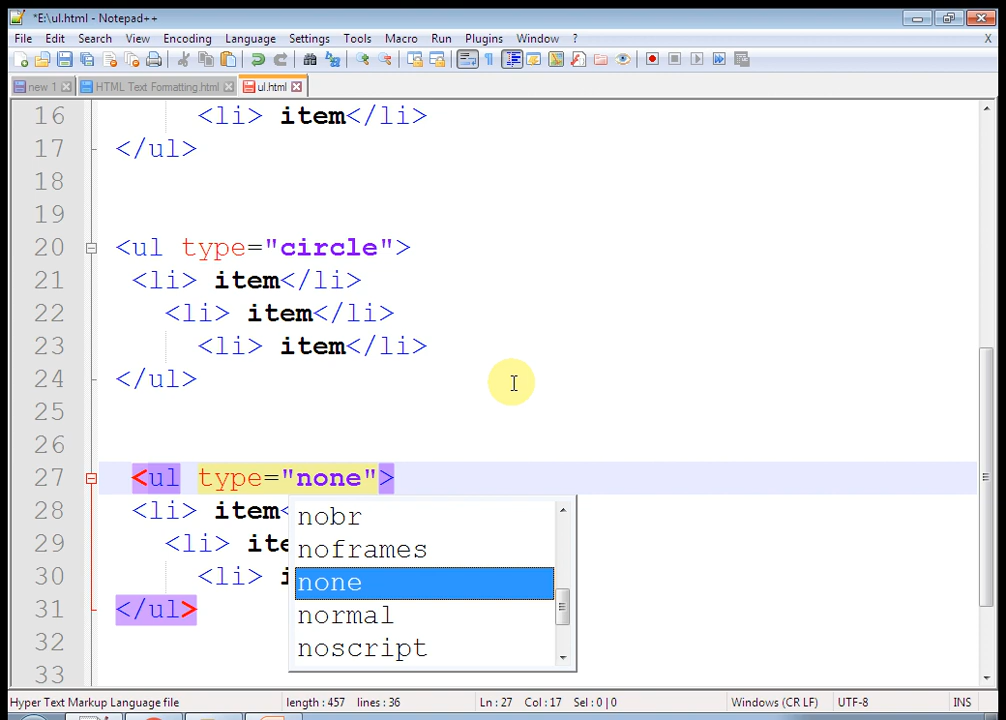 *E:\ul.html - Notepad++
File Edit Search View Encoding Language Settings Tools Macro Run Plugins Window ? X
new 1 HTML Text Formatting.html ul.html
16 <li> item</li>
17 </ul>
18
19
20 <ul type="circle">
21 <li> item</li>
22 <li> item</li>
23 <li> item</li>
24 </ul>
25
26
27 <ul type="none">
28 <li> item<
nobr
29 <li> ite
noframes
30 <li> i
none
31 </ul>
normal
32
noscript
33
Hyper Text Markup Language file length : 457 lines : 36 Ln : 27 Col : 17 Sel : 0 | 0 Windows (CR LF) UTF-8 INS